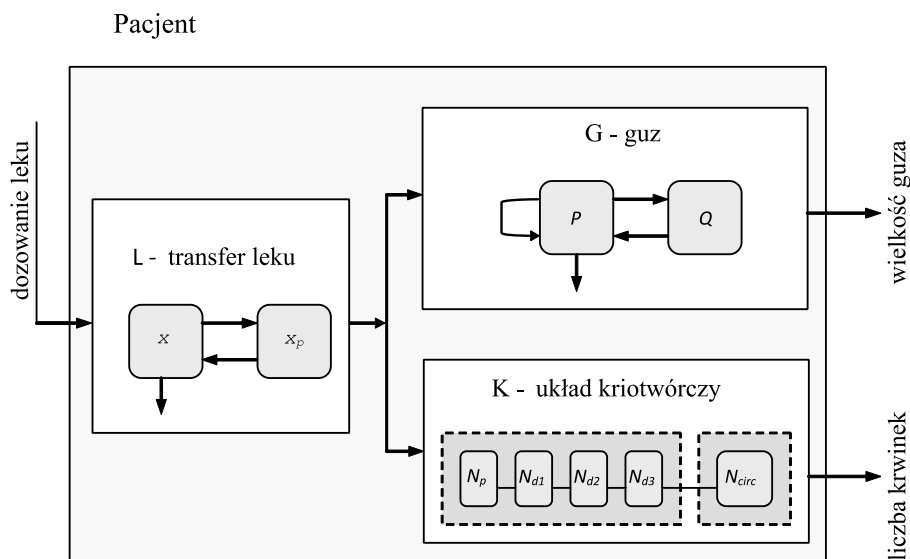 Pacjent
dozowanie leku
L - transfer leku
x
x_p
G - guz
P
Q
wielkość guza
K - układ kriotwórczy
N_p
N_d1
N_d2
N_d3
N_circ
liczba krwinek